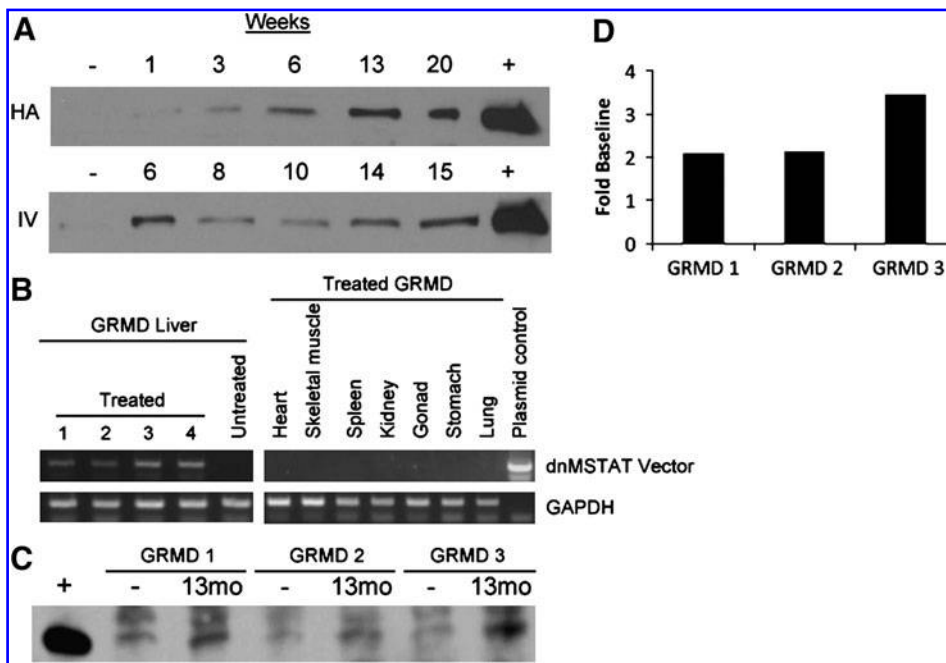 A
Weeks
- 1 3 6 13 20 +
HA
- 6 8 10 14 15 +
IV
B
GRMD Liver
Treated
1 2 3 4
Untreated
Treated GRMD
Heart
Skeletal muscle
Spleen
Kidney
Gonad
Stomach
Lung
Plasmid control
dnMSTAT Vector
GAPDH
C
GRMD 1 GRMD 2 GRMD 3
+ - 13mo - 13mo - 13mo
D
Fold Baseline
4
3
2
1
0
GRMD 1 GRMD 2 GRMD 3